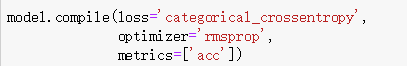 model.compile(loss='categorical_crossentropy',
optimizer='rmsprop',
metrics=['acc'])